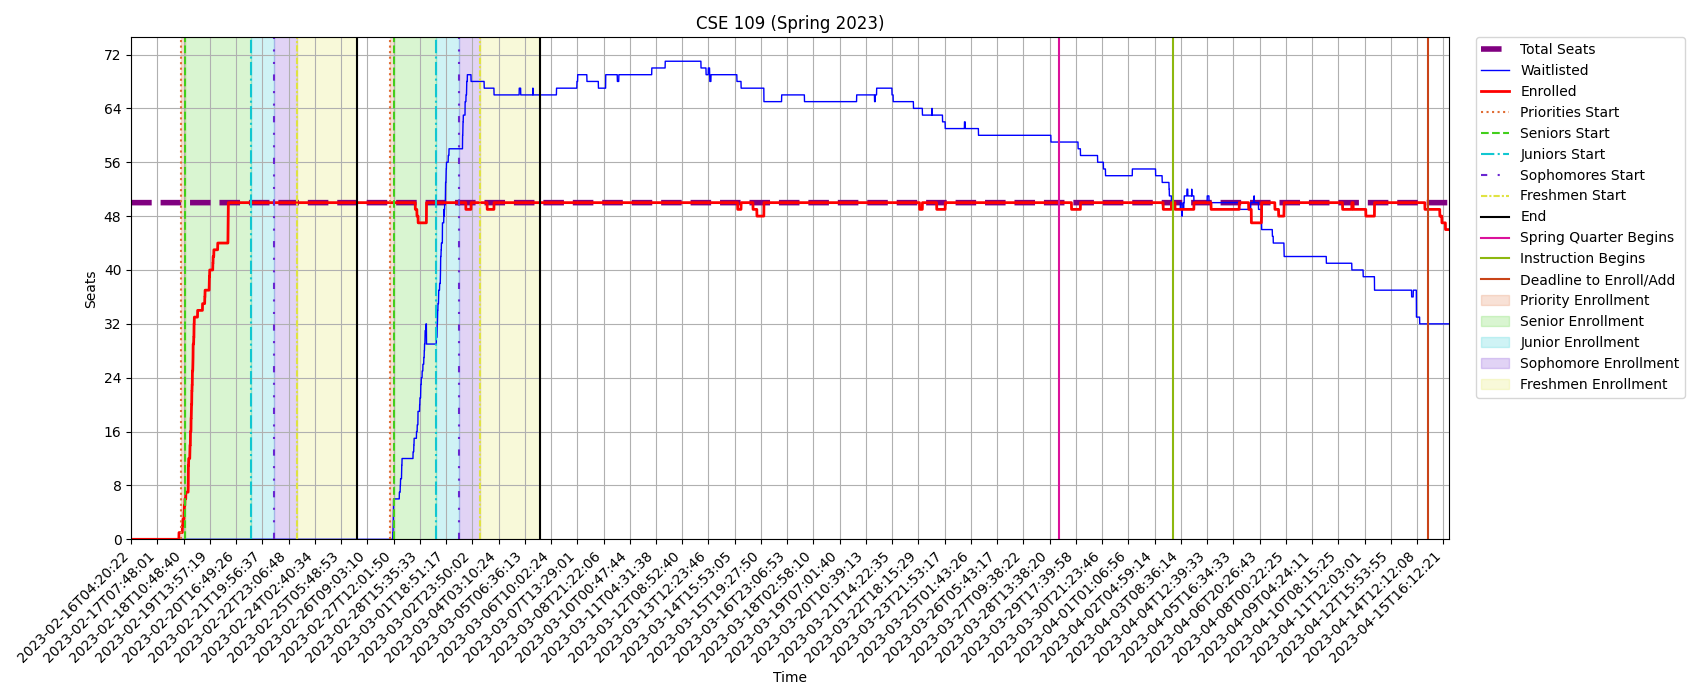 CSE 109 (Spring 2023)
72
64
56
48
40
32
24
16
8
0
Seats
2023-02-16T04:20:22
2023-02-17T07:48:01
2023-02-18T10:48:40
2023-02-19T13:57:19
2023-02-20T16:49:26
2023-02-21T19:56:37
2023-02-22T23:06:48
2023-02-24T02:40:34
2023-02-25T05:48:53
2023-02-26T09:03:10
2023-02-27T12:01:50
2023-02-28T15:35:33
2023-03-01T18:51:17
2023-03-02T23:50:02
2023-03-04T03:10:24
2023-03-05T06:36:13
2023-03-06T10:02:24
2023-03-07T13:29:01
2023-03-08T21:22:06
2023-03-10T00:47:44
2023-03-11T04:31:38
2023-03-12T08:52:40
2023-03-13T12:23:46
2023-03-14T15:53:05
2023-03-15T19:27:50
2023-03-16T23:06:53
2023-03-18T02:58:10
2023-03-19T07:01:40
2023-03-20T10:39:13
2023-03-21T14:22:35
2023-03-22T18:15:29
2023-03-23T21:53:17
2023-03-25T01:43:26
2023-03-26T05:43:17
2023-03-27T09:38:22
2023-03-28T13:38:20
2023-03-29T17:39:58
2023-03-30T21:23:46
2023-04-01T01:06:56
2023-04-02T04:59:14
2023-04-03T08:36:14
2023-04-04T12:39:33
2023-04-05T16:34:33
2023-04-06T20:26:43
2023-04-08T00:22:25
2023-04-09T04:24:11
2023-04-10T08:15:25
2023-04-11T12:03:01
2023-04-12T15:53:55
2023-04-14T12:12:08
2023-04-15T16:12:21
Time
Total Seats
Waitlisted
Enrolled
Priorities Start
Seniors Start
Juniors Start
Sophomores Start
Freshmen Start
End
Spring Quarter Begins
Instruction Begins
Deadline to Enroll/Add
Priority Enrollment
Senior Enrollment
Junior Enrollment
Sophomore Enrollment
Freshmen Enrollment